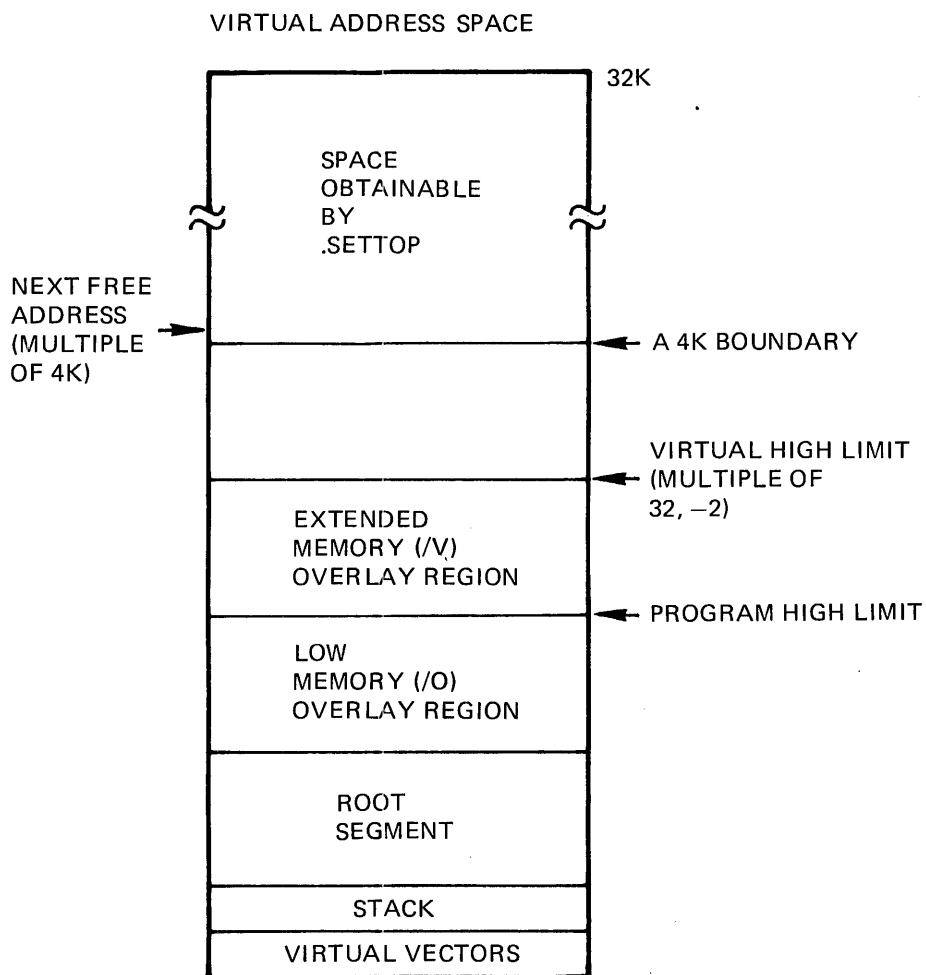 VIRTUAL ADDRESS SPACE
32K
SPACE
OBTAINABLE
BY
.SETTOP
NEXT FREE
ADDRESS
(MULTIPLE
OF 4K)
A 4K BOUNDARY
VIRTUAL HIGH LIMIT
(MULTIPLE OF
32, −2)
EXTENDED
MEMORY (/V)
OVERLAY REGION
PROGRAM HIGH LIMIT
LOW
MEMORY (/O)
OVERLAY REGION
ROOT
SEGMENT
STACK
VIRTUAL VECTORS